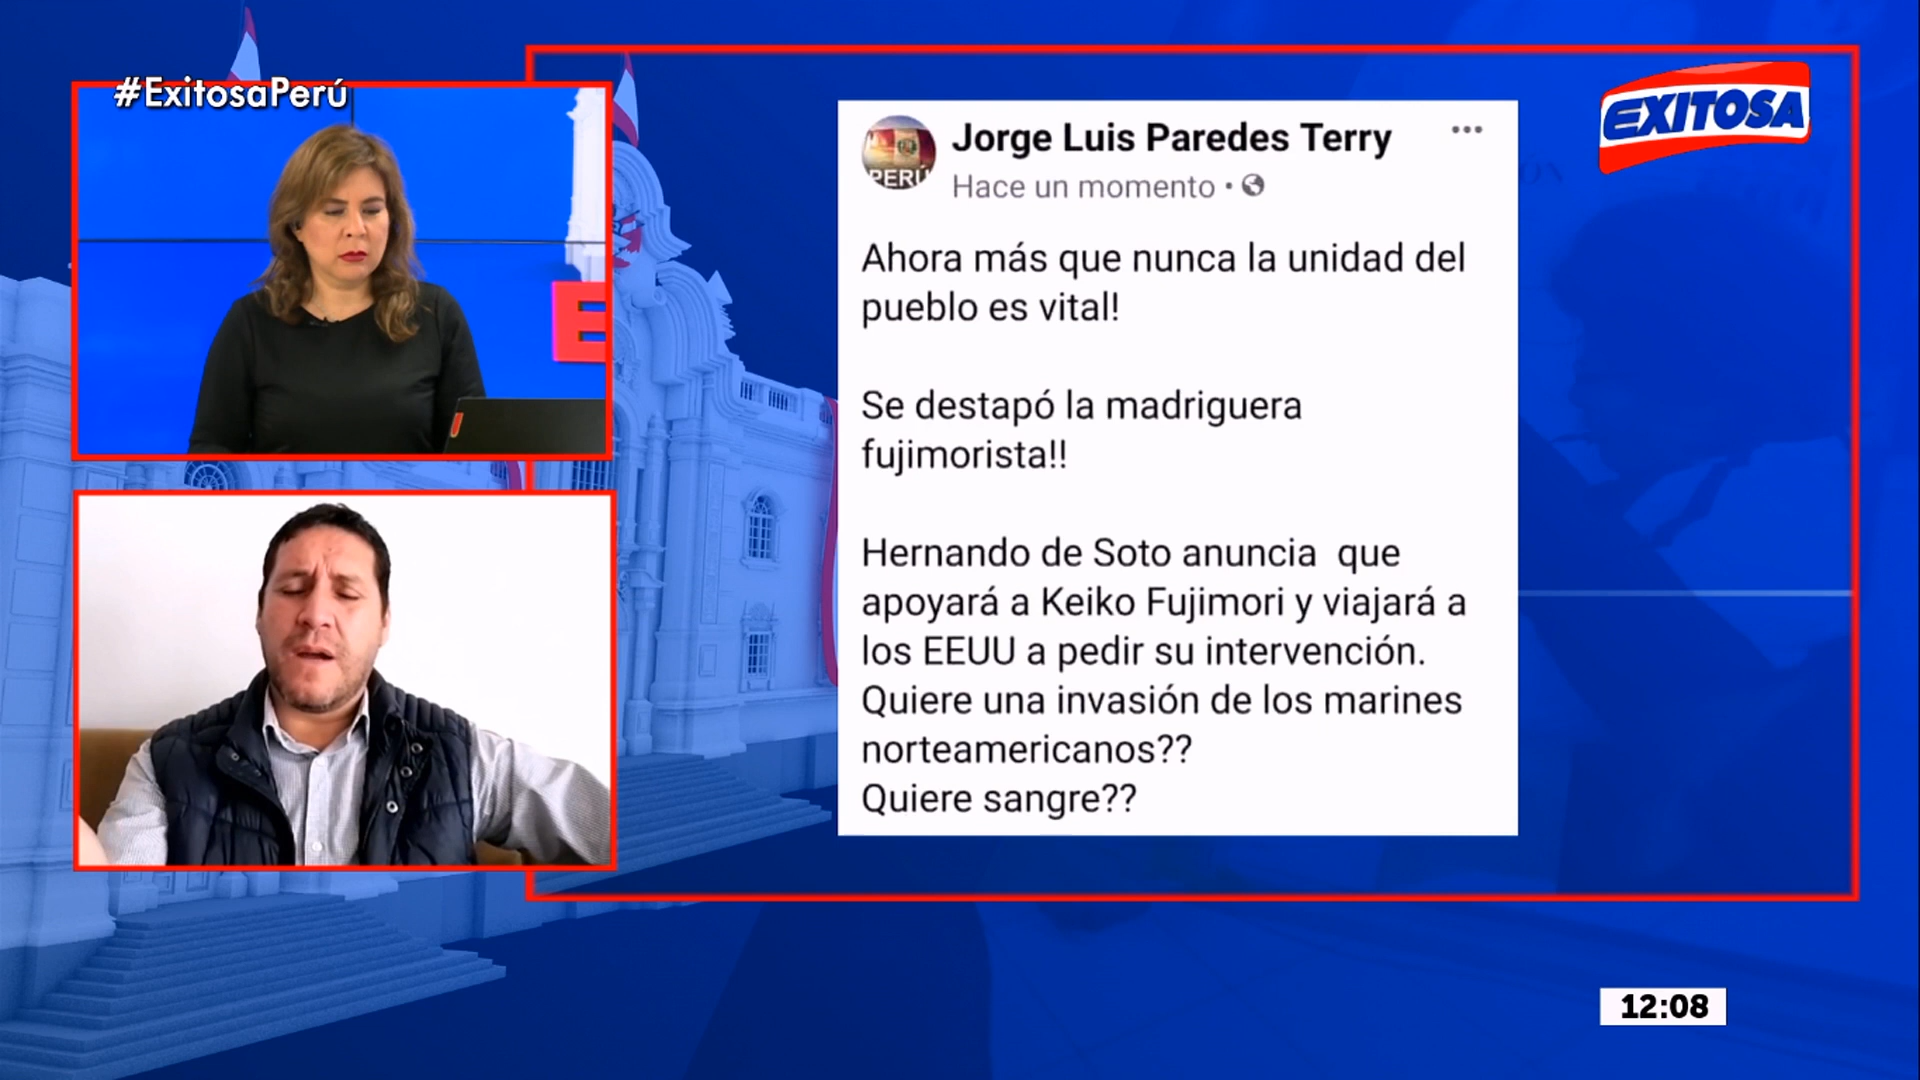 #ExitosaPerú
EXITOSA
E
PERÚ
Jorge Luis Paredes Terry
Hace un momento
Ahora más que nunca la unidad del
pueblo es vital!
Se destapó la madriguera
fujimorista!!
Hernando de Soto anuncia  que
apoyará a Keiko Fujimori y viajará a
los EEUU a pedir su intervención.
Quiere una invasión de los marines
norteamericanos??
Quiere sangre??
12:08